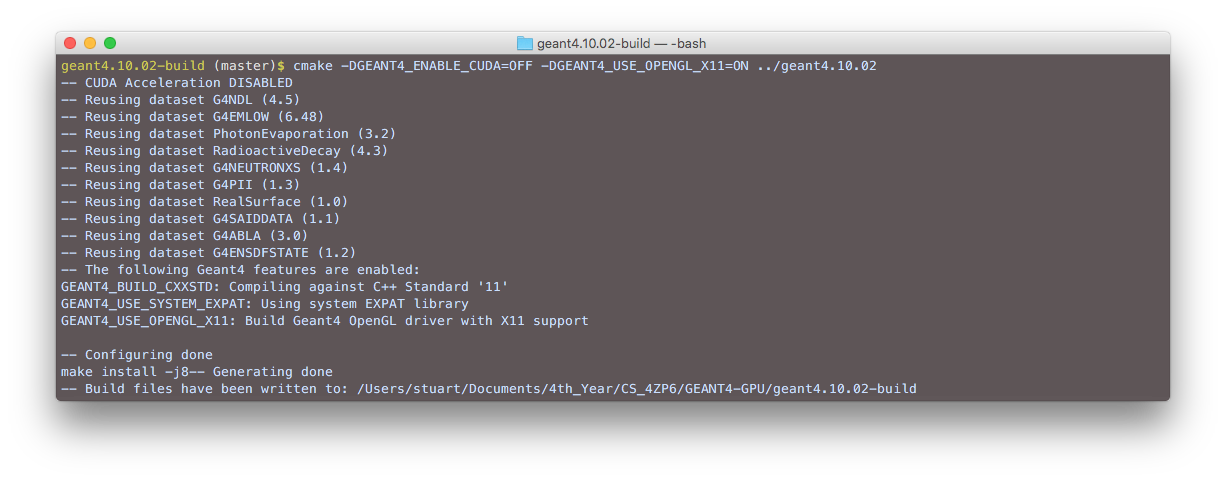 geant4.10.02-build — -bash
geant4.10.02-build (master)$ cmake -DGEANT4_ENABLE_CUDA=OFF -DGEANT4_USE_OPENGL_X11=ON ../geant4.10.02
-- CUDA Acceleration DISABLED
-- Reusing dataset G4NDL (4.5)
-- Reusing dataset G4EMLOW (6.48)
-- Reusing dataset PhotonEvaporation (3.2)
-- Reusing dataset RadioactiveDecay (4.3)
-- Reusing dataset G4NEUTRONXS (1.4)
-- Reusing dataset G4PII (1.3)
-- Reusing dataset RealSurface (1.0)
-- Reusing dataset G4SAIDDATA (1.1)
-- Reusing dataset G4ABLA (3.0)
-- Reusing dataset G4ENSDFSTATE (1.2)
-- The following Geant4 features are enabled:
GEANT4_BUILD_CXXSTD: Compiling against C++ Standard '11'
GEANT4_USE_SYSTEM_EXPAT: Using system EXPAT library
GEANT4_USE_OPENGL_X11: Build Geant4 OpenGL driver with X11 support
-- Configuring done
make install -j8-- Generating done
-- Build files have been written to: /Users/stuart/Documents/4th_Year/CS_4ZP6/GEANT4-GPU/geant4.10.02-build